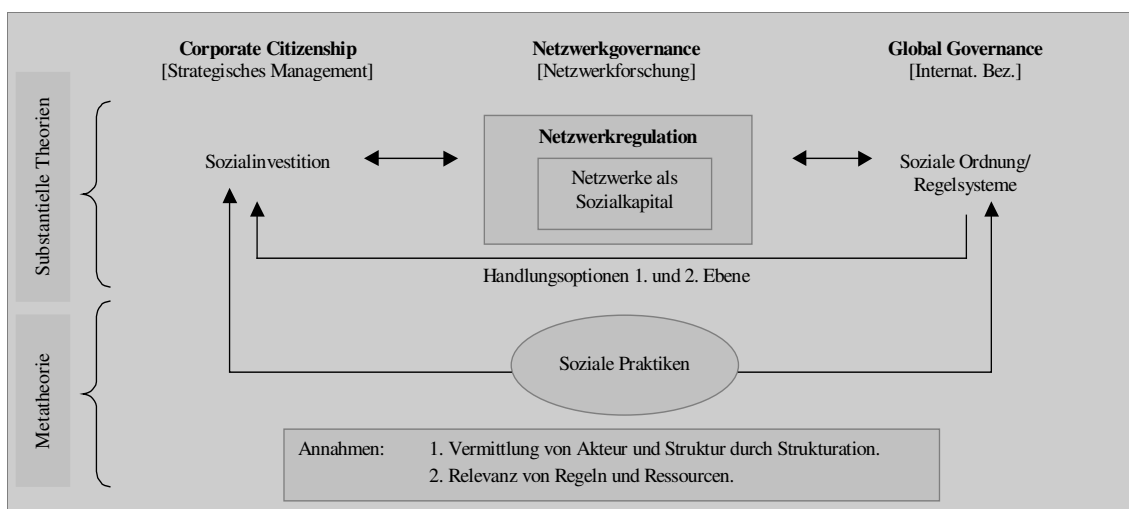 Corporate Citizenship
[Strategisches Management]
Netzwerkgovernance
[Netzwerkforschung]
Global Governance
[Internat. Bez.]
Substantielle Theorien
Sozialinvestition
Netzwerkregulation
Netzwerke als
Sozialkapital
Soziale Ordnung/
Regelsysteme
Handlungsoptionen 1. und 2. Ebene
Metatheorie
Soziale Praktiken
Annahmen: 1. Vermittlung von Akteur und Struktur durch Strukturation.
2. Relevanz von Regeln und Ressourcen.